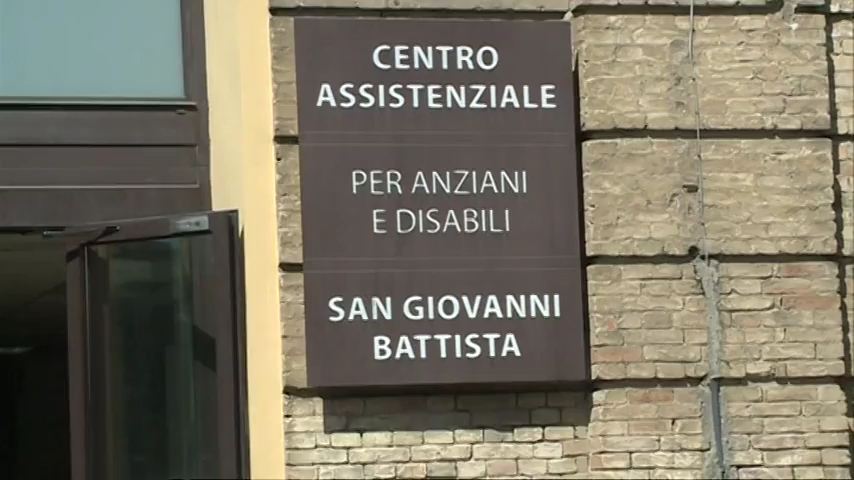 CENTRO
ASSISTENZIALE
PER ANZIANI
E DISABILI
SAN GIOVANNI
BATTISTA